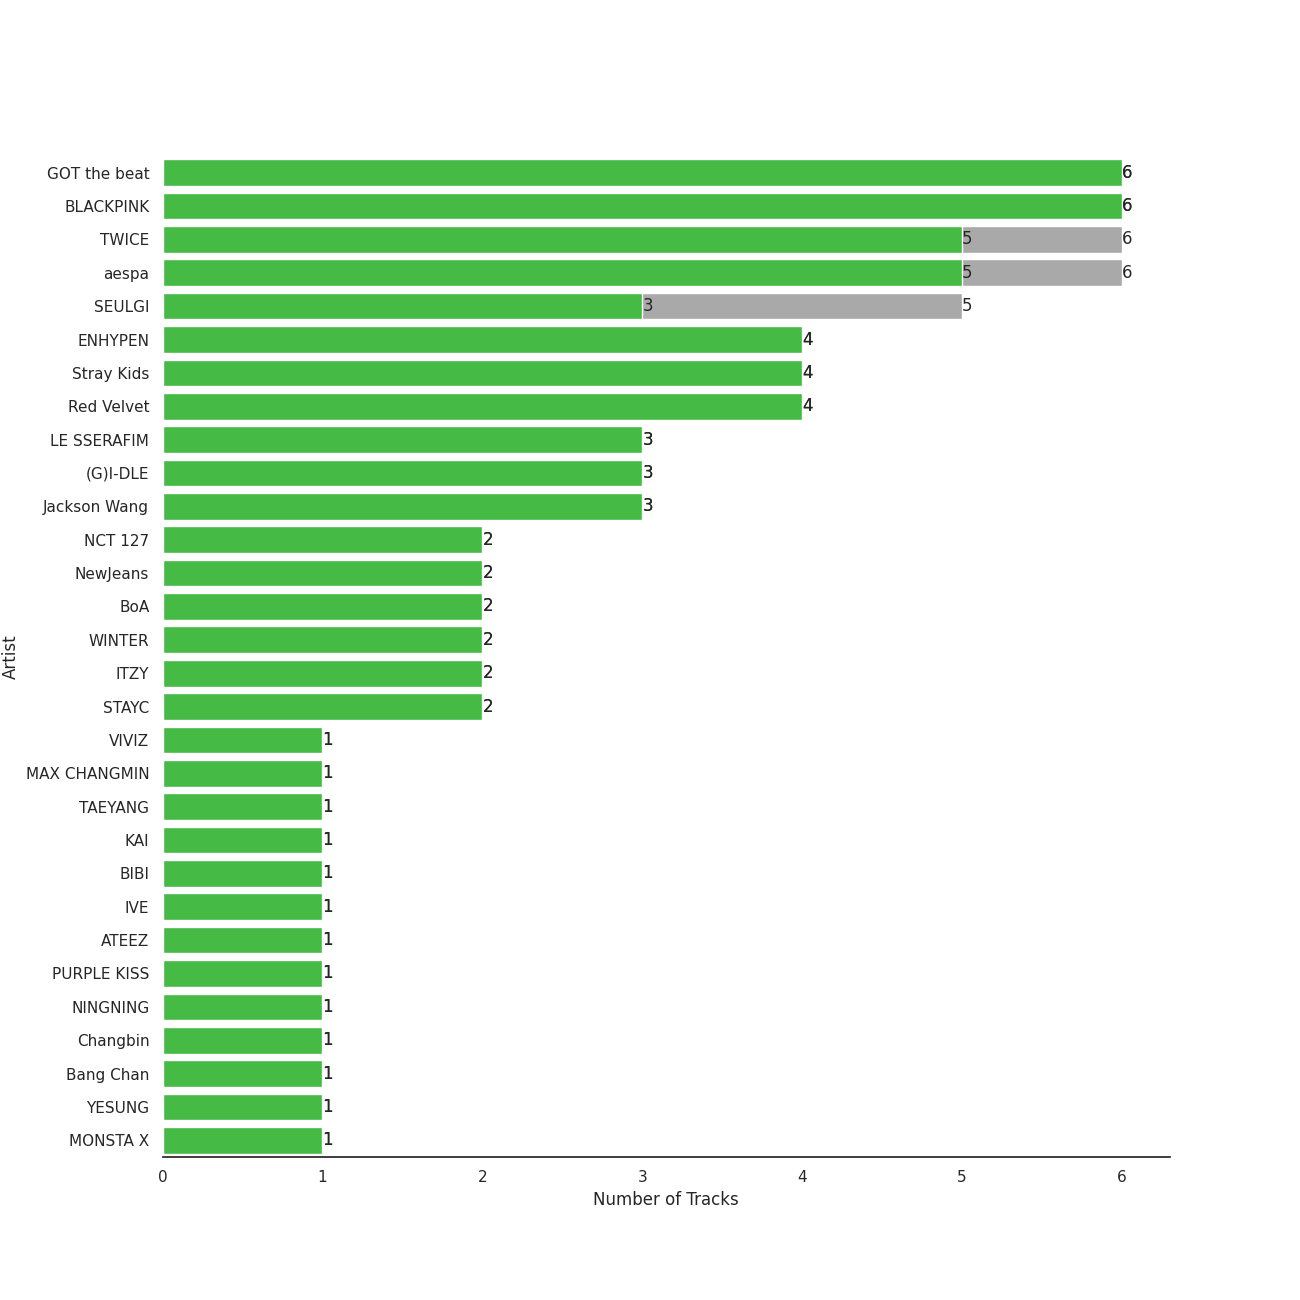 GOT the beat 6
BLACKPINK 6
TWICE 5 6
aespa 5 6
SEULGI 3 5
ENHYPEN 4
Stray Kids 4
Red Velvet 4
LE SSERAFIM 3
(G)I-DLE 3
Jackson Wang 3
NCT 127 2
NewJeans 2
BoA 2
WINTER 2
ITZY 2
STAYC 2
VIVIZ 1
MAX CHANGMIN 1
TAEYANG 1
KAI 1
BIBI 1
IVE 1
ATEEZ 1
PURPLE KISS 1
NINGNING 1
Changbin 1
Bang Chan 1
YESUNG 1
MONSTA X 1
0 1 2 3 4 5 6
Number of Tracks
Artist